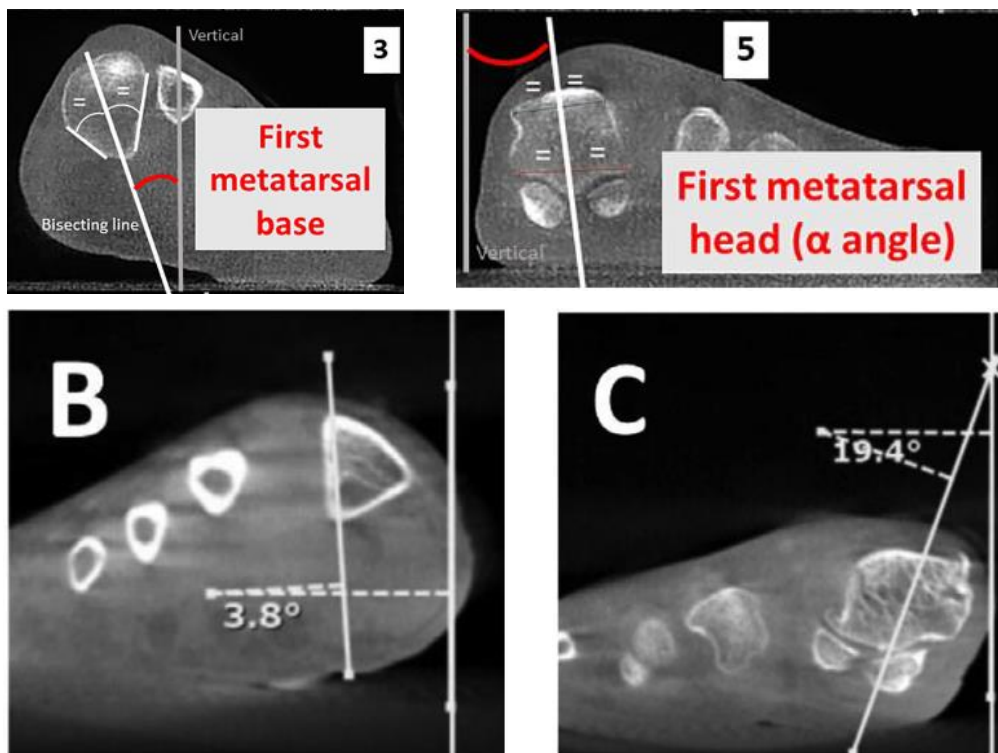 Vertical
3
=
=
First
metatarsal
base
Bisecting line
5
= =
= =
First metatarsal
head (α angle)
Vertical
B
3.8°
C
19.4°